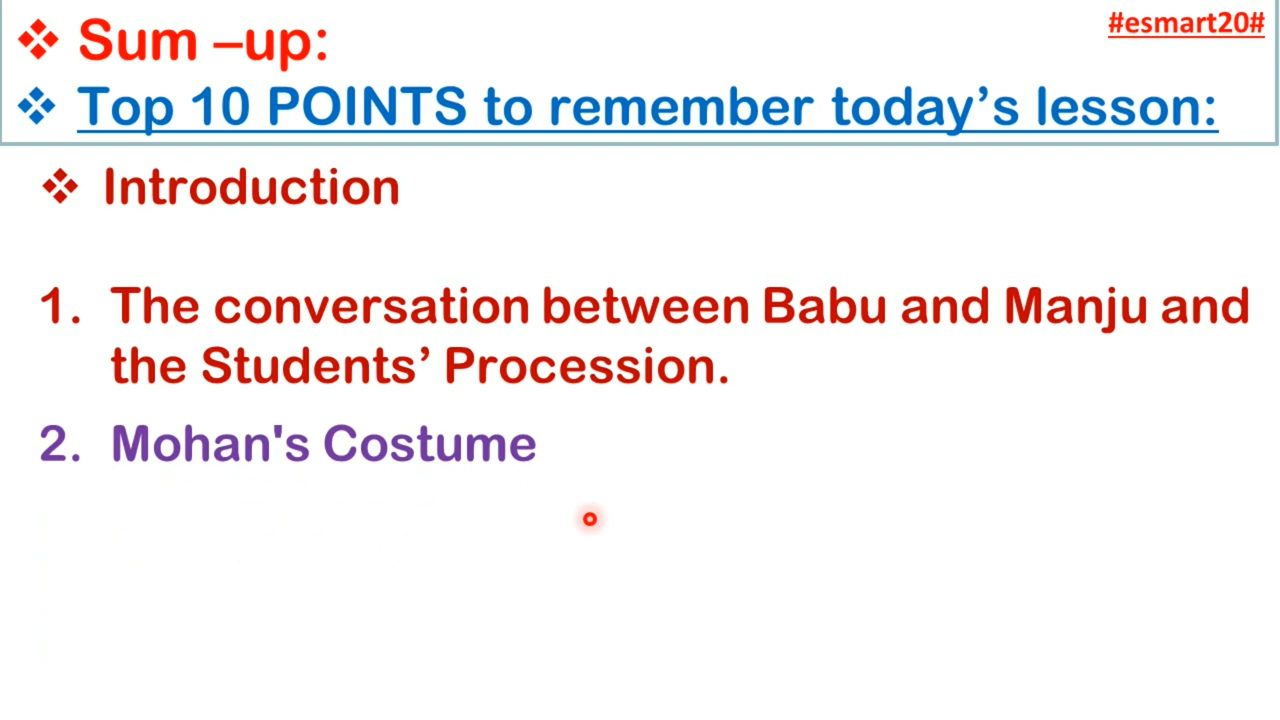 #esmart20#
❖ Sum –up:
❖ Top 10 POINTS to remember today’s lesson:
❖ Introduction
1. The conversation between Babu and Manju and
the Students’ Procession.
2. Mohan's Costume